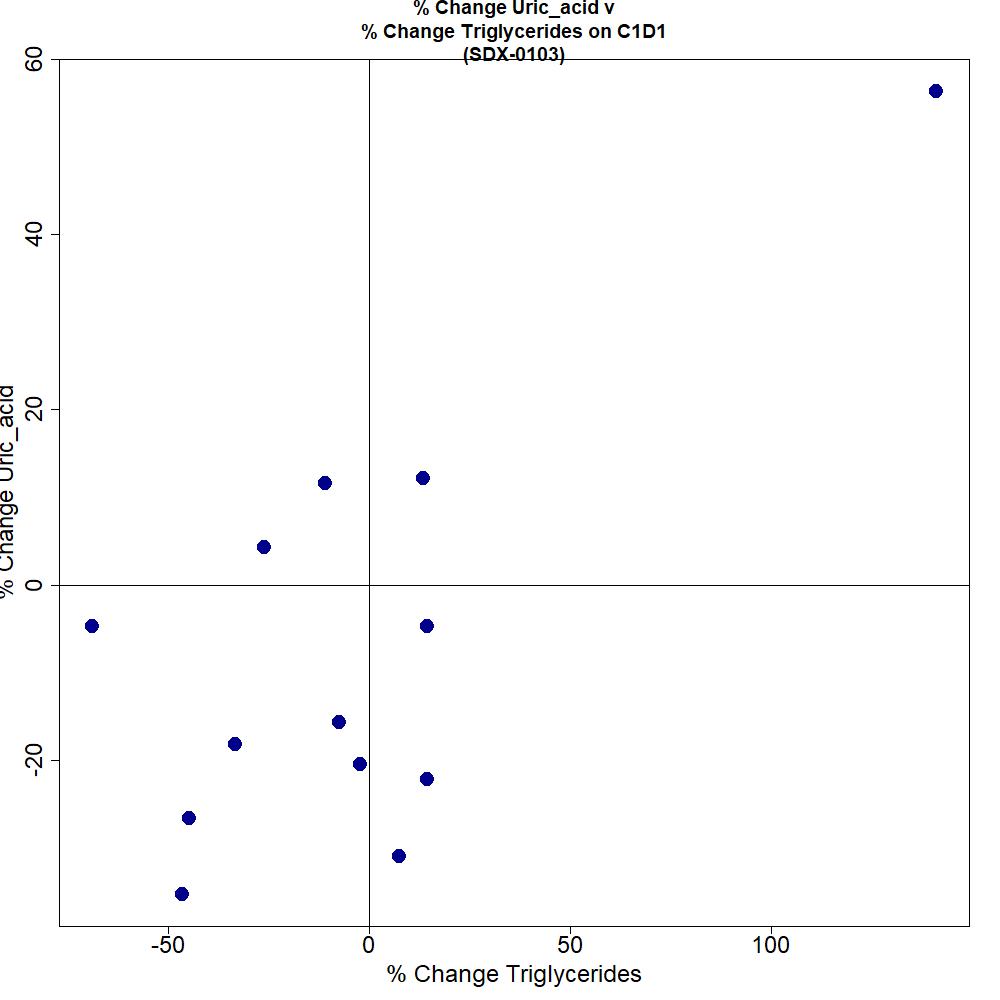 % Change Uric_acid v
% Change Triglycerides on C1D1
(SDX-0103)
60
40
20
0
-20
% Change Uric_acid
-50
0
50
100
% Change Triglycerides